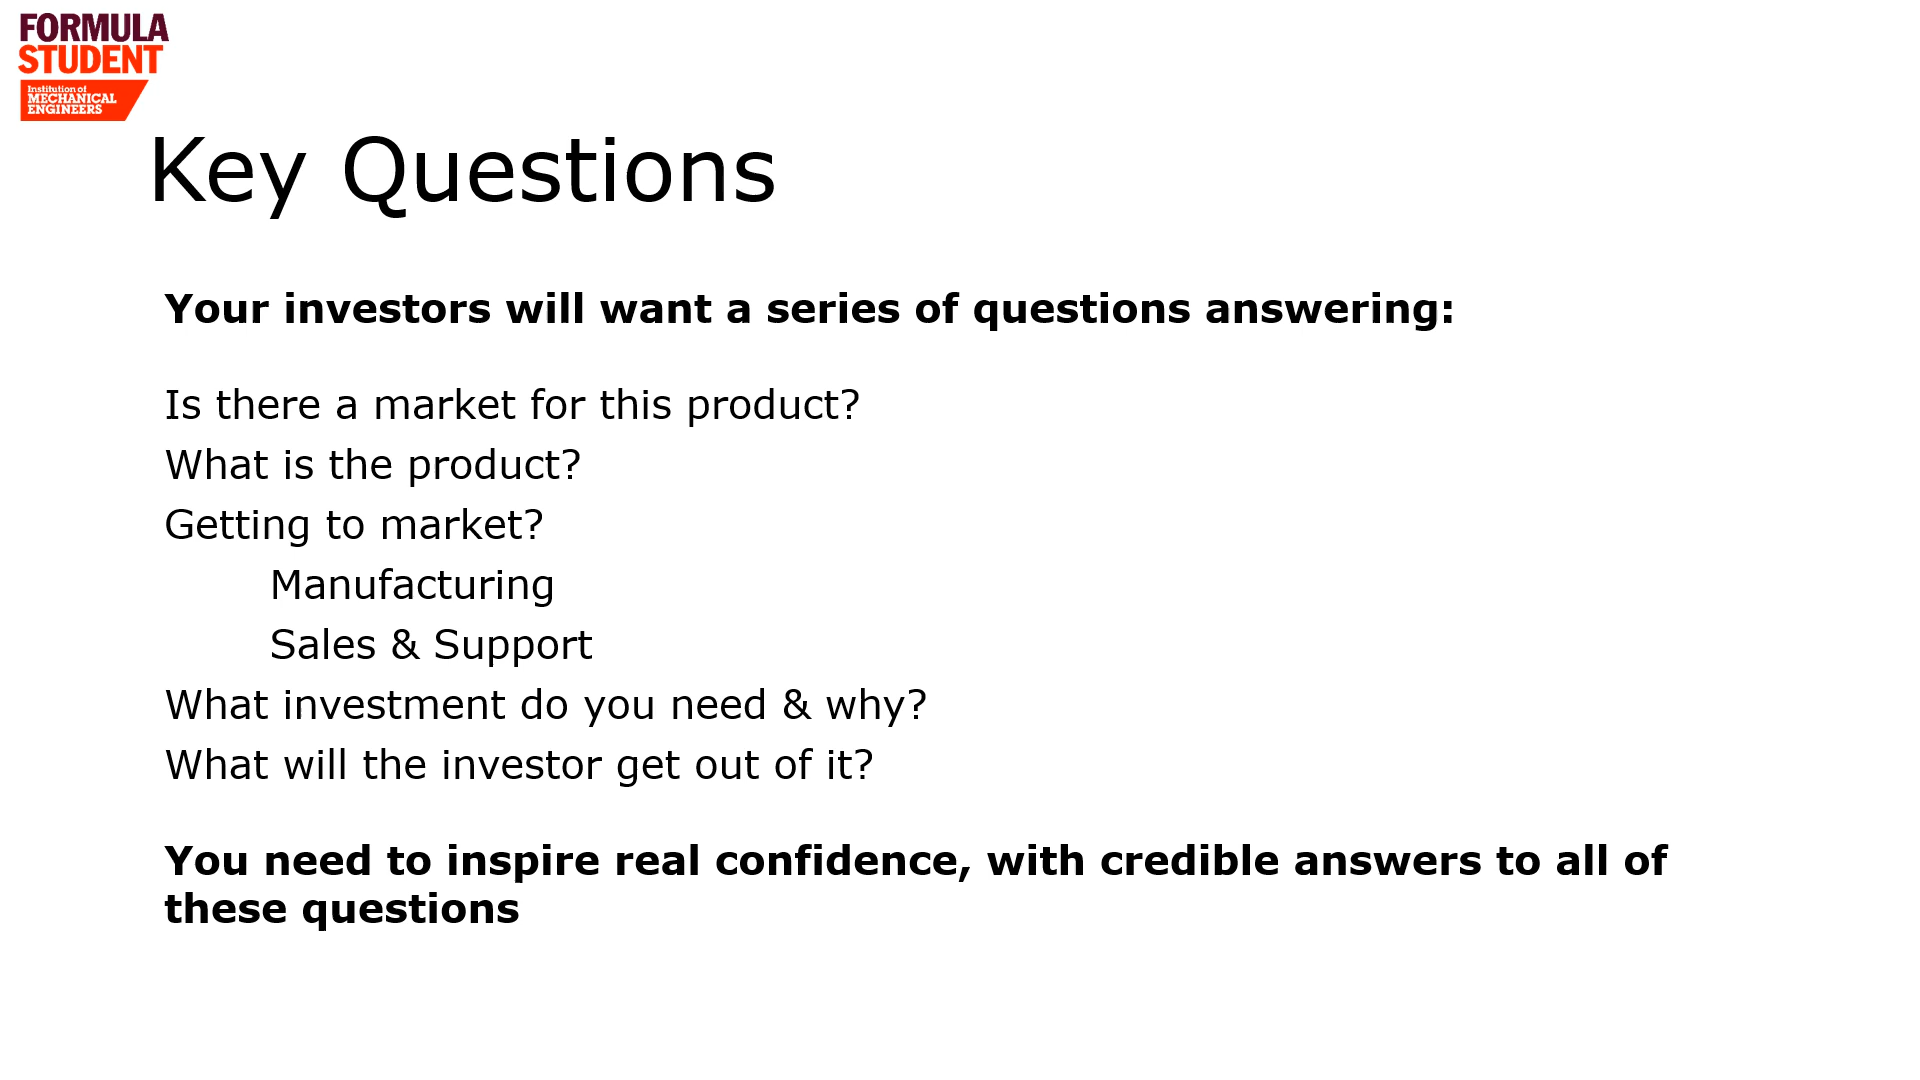 FORMULA
STUDENT
Institution of
MECHANICAL
ENGINEERS
Key Questions
Your investors will want a series of questions answering:
Is there a market for this product?
What is the product?
Getting to market?
Manufacturing
Sales & Support
What investment do you need & why?
What will the investor get out of it?
You need to inspire real confidence, with credible answers to all of
these questions